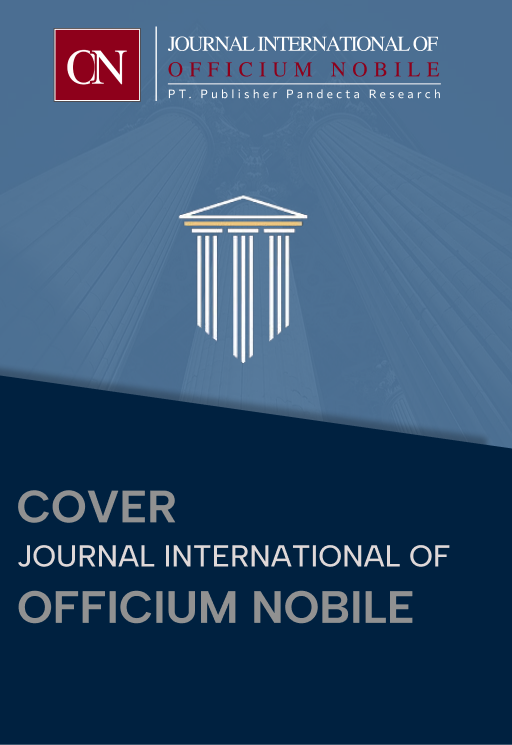 CN
JOURNAL INTERNATIONAL OF
OFFICIUM NOBILE
PT. Publisher Pandecta Research
COVER
JOURNAL INTERNATIONAL OF
OFFICIUM NOBILE